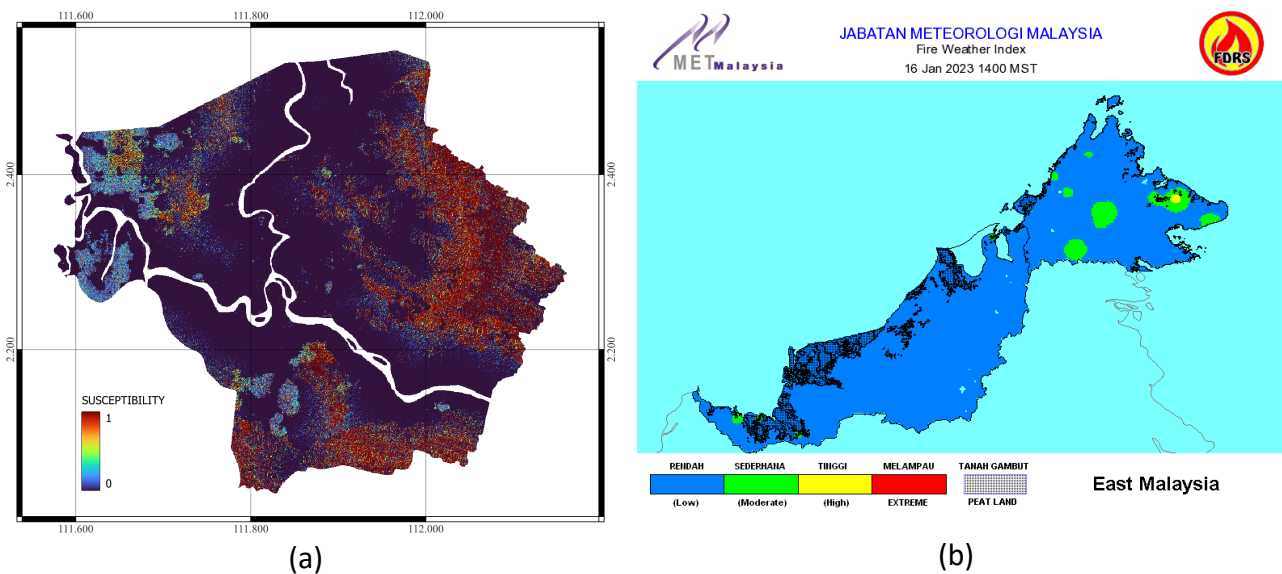 111.600
111.800
112.000
2.400
2.400
2.200
2.200
SUSCEPTIBILITY
1
0
111.600
111.800
112.000
(a)
METMalaysia
JABATAN METEOROLOGI MALAYSIA
Fire Weather Index
16 Jan 2023 1400 MST
FDRS
RENDAH SEDERHANA TINGGI MELAMPAU TANAH GAMBUT
(Low) (Moderate) (High) EXTREME PEAT LAND
East Malaysia
(b)